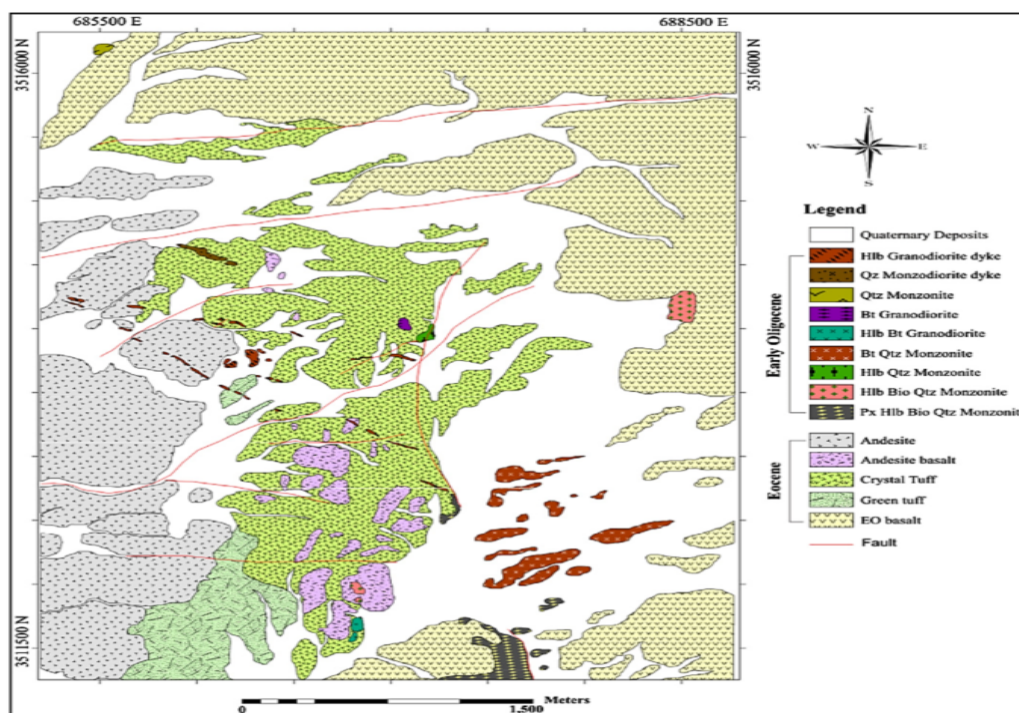 685500 E
688500 E
3516000 N
3516000 N
N
W E
S
Legend
Quaternary Deposits
Hlb Granodiorite dyke
Qz Monzodiorite dyke
Qtz Monzonite
Bt Granodiorite
Hlb Bt Granodiorite
Bt Qtz Monzonite
Hlb Qtz Monzonite
Hlb Bio Qtz Monzonite
Px Hlb Bio Qtz Monzonit
Early Oligocene
Andesite
Andesite basalt
Crystal Tuff
Green tuff
EO basalt
Eocene
Fault
3511500 N
Meters
0 1,500